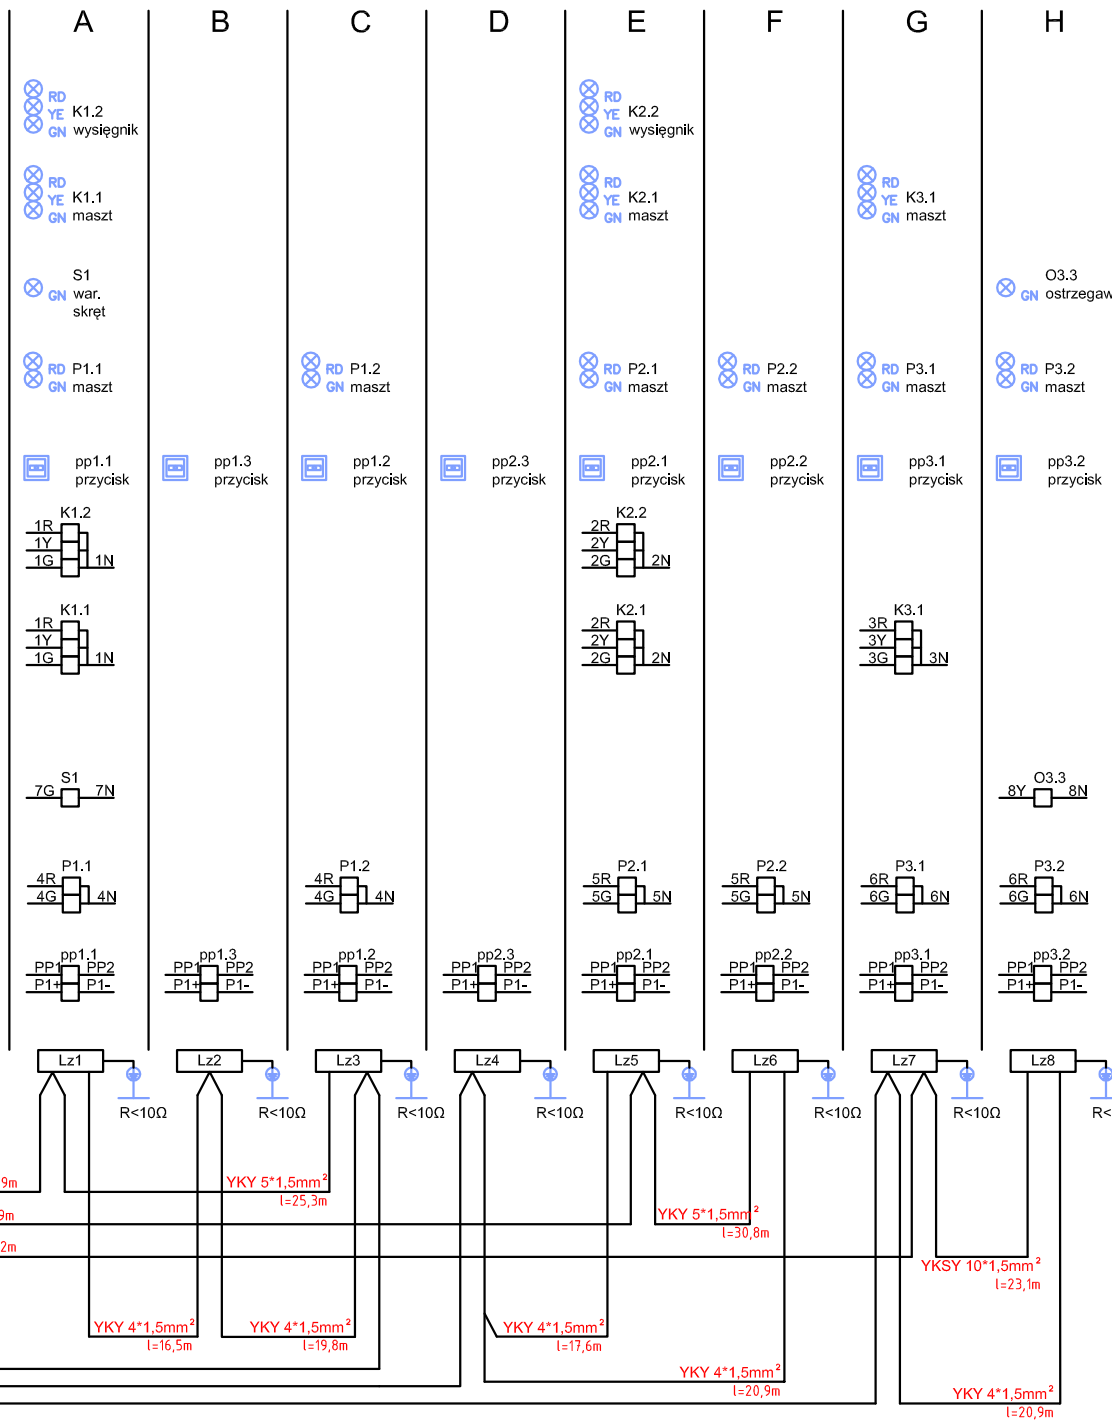 A B C D E F G H
RD
YE K1.2
GN wysięgnik
RD
YE K2.2
GN wysięgnik
RD
YE K1.1
GN maszt
RD
YE K2.1
GN maszt
RD
YE K3.1
GN maszt
S1
GN war.
skręt
O3.3
GN ostrzegaw
RD P1.1
GN maszt
RD P1.2
GN maszt
RD P2.1
GN maszt
RD P2.2
GN maszt
RD P3.1
GN maszt
RD P3.2
GN maszt
pp1.1
przycisk
pp1.3
przycisk
pp1.2
przycisk
pp2.3
przycisk
pp2.1
przycisk
pp2.2
przycisk
pp3.1
przycisk
pp3.2
przycisk
K1.2
1R
1Y
1G 1N
K2.2
2R
2Y
2G 2N
K1.1
1R
1Y
1G 1N
K2.1
2R
2Y
2G 2N
K3.1
3R
3Y
3G 3N
S1
7G 7N
O3.3
8Y 8N
P1.1
4R
4G 4N
P1.2
4R
4G 4N
P2.1
5R
5G 5N
P2.2
5R
5G 5N
P3.1
6R
6G 6N
P3.2
6R
6G 6N
pp1.1
PP1 PP2
P1+ P1-
pp1.3
PP1 PP2
P1+ P1-
pp1.2
PP1 PP2
P1+ P1-
pp2.3
PP1 PP2
P1+ P1-
pp2.1
PP1 PP2
P1+ P1-
pp2.2
PP1 PP2
P1+ P1-
pp3.1
PP1 PP2
P1+ P1-
pp3.2
PP1 PP2
P1+ P1-
Lz1 Lz2 Lz3 Lz4 Lz5 Lz6 Lz7 Lz8
R<10Ω R<10Ω R<10Ω R<10Ω R<10Ω R<10Ω R<10Ω R<
9m
YKY 5*1,5mm²
l=25,3m
9m
YKY 5*1,5mm²
l=30,8m
2m
YKSY 10*1,5mm²
l=23,1m
YKY 4*1,5mm²
l=16,5m
YKY 4*1,5mm²
l=19,8m
YKY 4*1,5mm²
l=17,6m
YKY 4*1,5mm²
l=20,9m
YKY 4*1,5mm²
l=20,9m